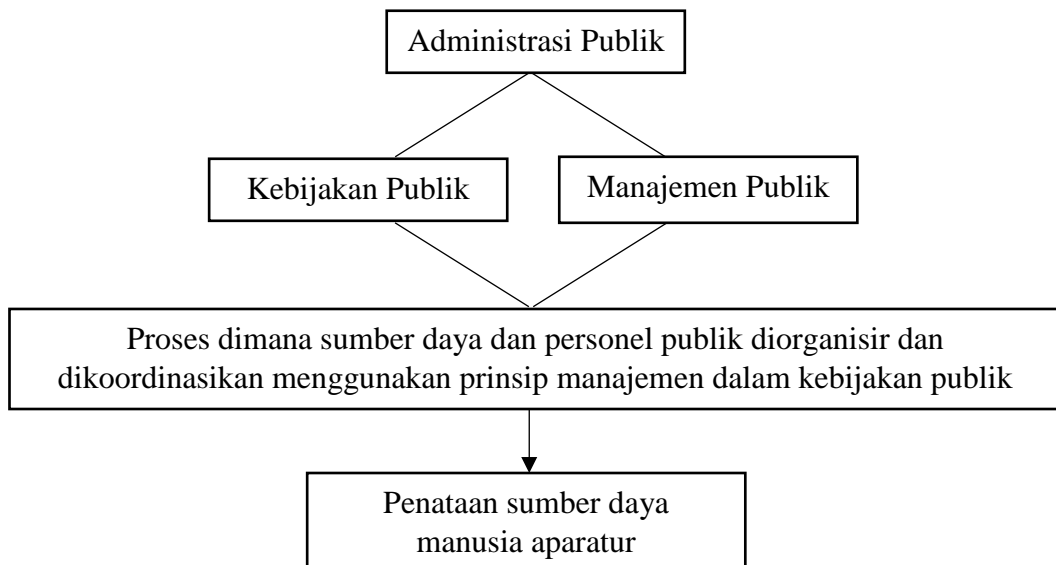 Administrasi Publik
Kebijakan Publik
Manajemen Publik
Proses dimana sumber daya dan personel publik diorganisir dan
dikoordinasikan menggunakan prinsip manajemen dalam kebijakan publik
Penataan sumber daya
manusia aparatur